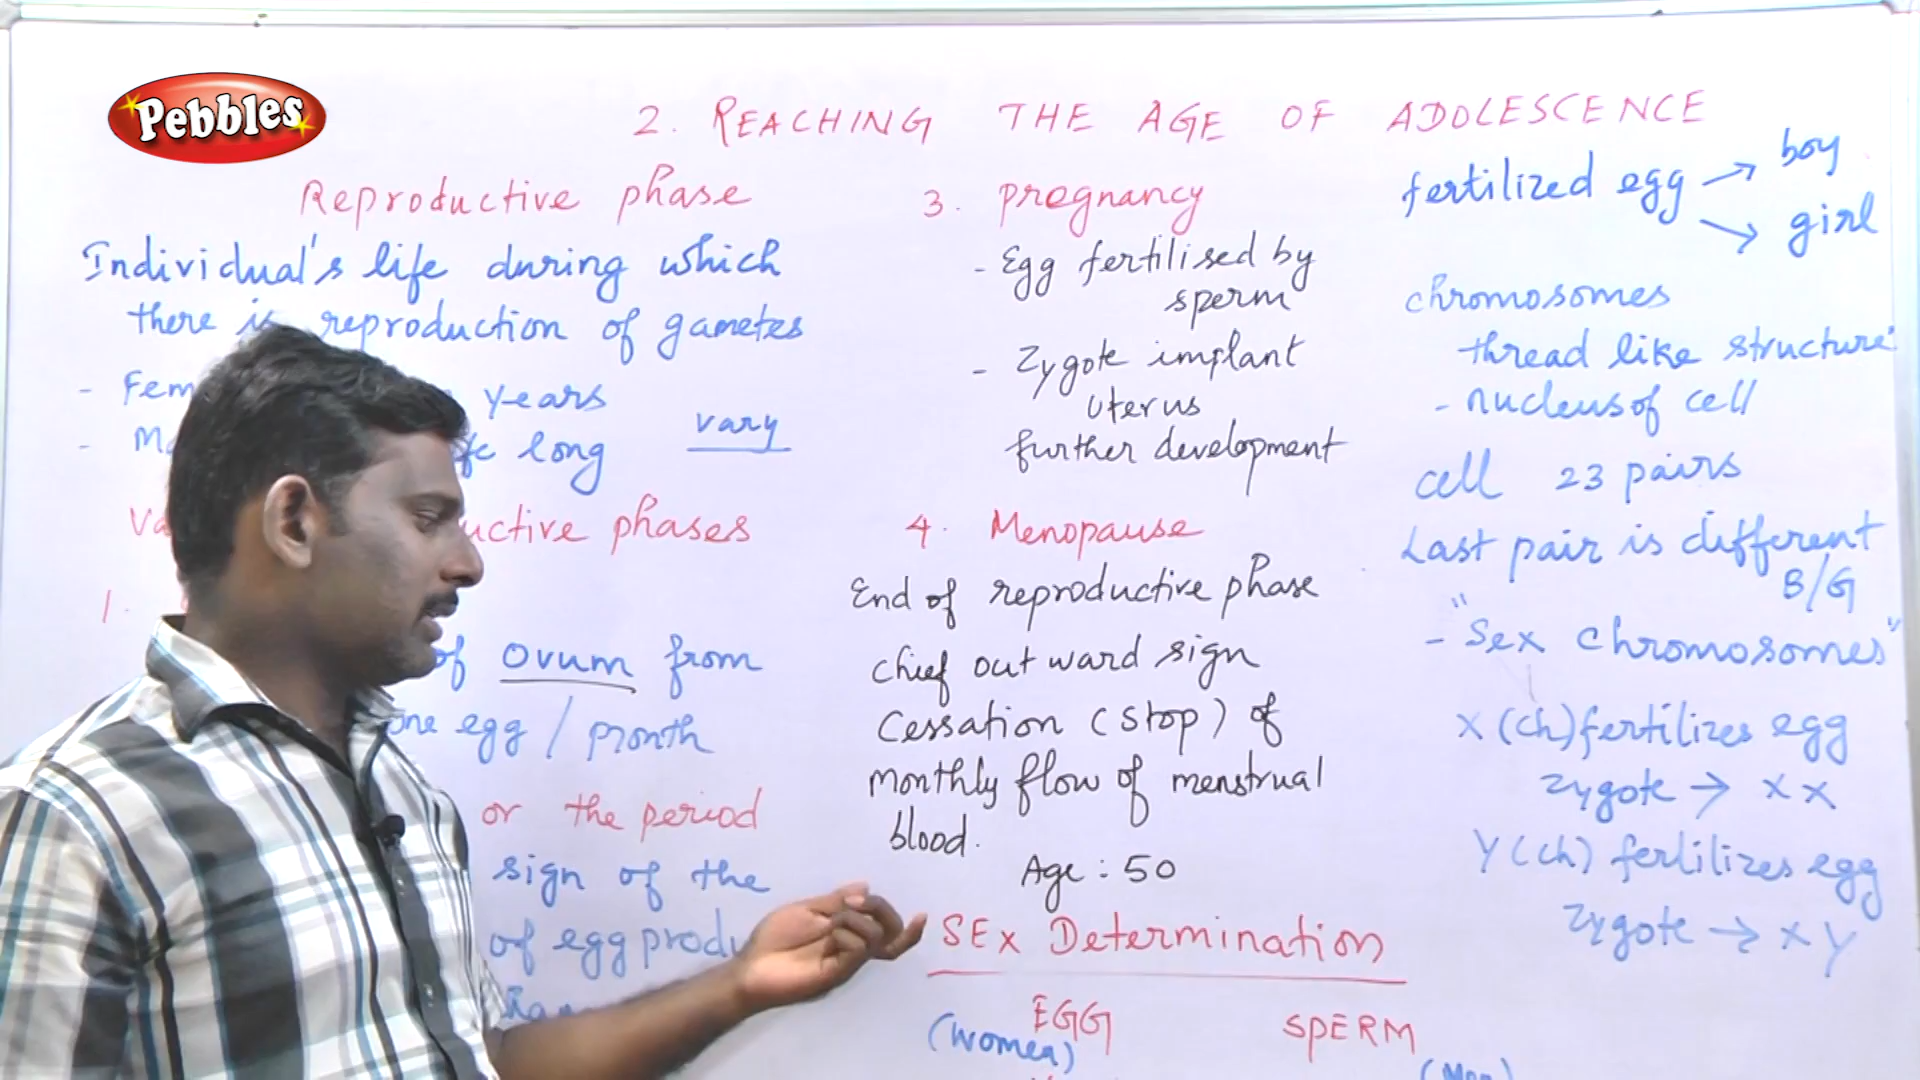 Pebbles
2. REACHING THE AGE OF ADOLESCENCE
Reproductive phase
Individual's life during which
there is reproduction of gametes
- Fem years
- long vary
uctive phases
1.
of Ovum from
one egg /
or the period
sign of the
of egg produ
3. Pregnancy
- Egg fertilised by
sperm
- Zygote implant
Uterus
further development
4. Menopause
End of reproductive phase
chief out ward sign
Cessation (stop) of
monthly flow of menstrual
blood.
Age : 50
SEx Determination
EGG SPERM
(women)
fertilized egg → boy
→ girl
chromosomes
thread like structure
- nucleus of cell
cell 23 pairs
Last pair is different
B/G
- "Sex chromosomes"
X (ch) fertilizes egg
zygote → XX
Y (ch) fertilizes egg
zygote → XY